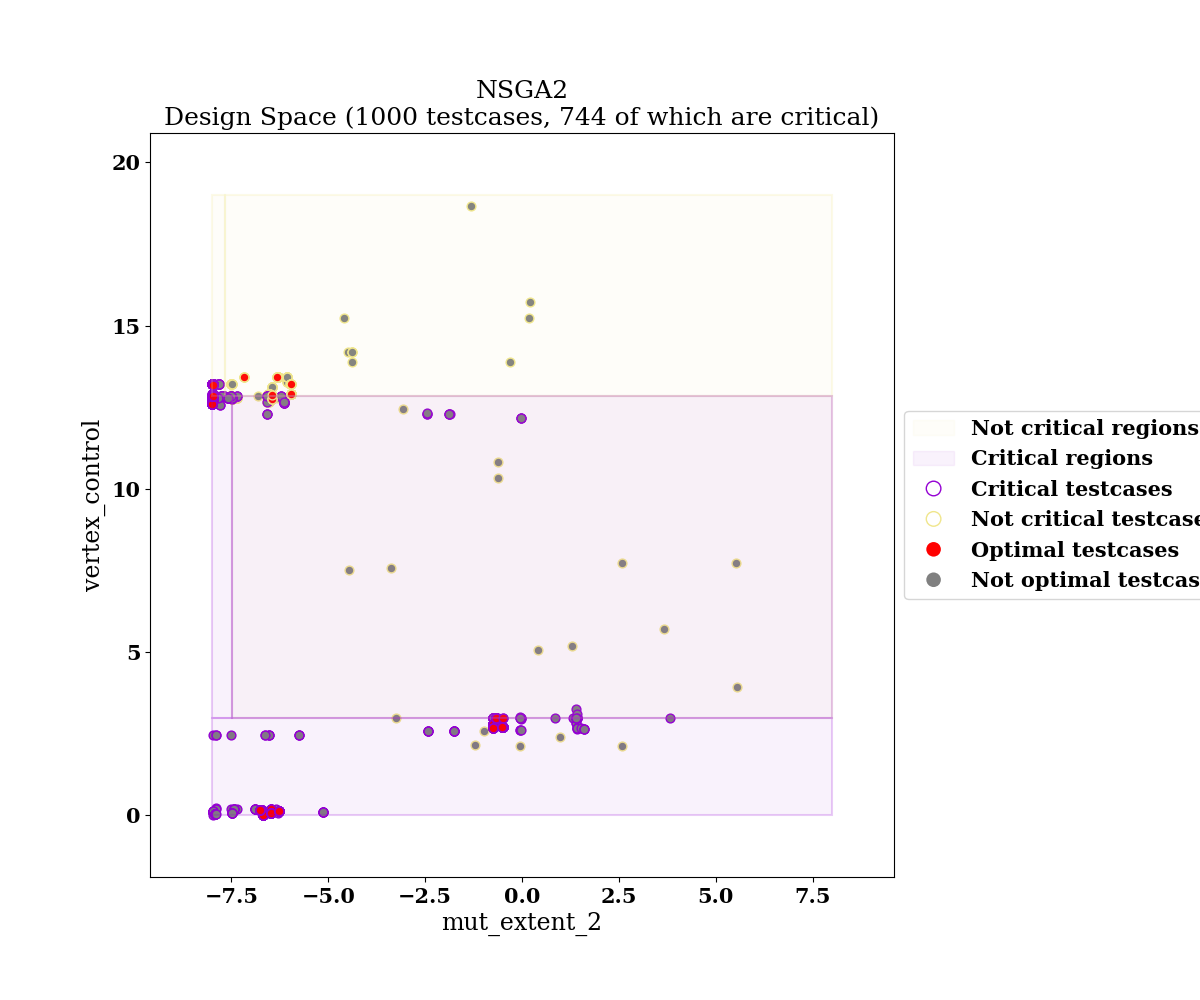 NSGA2
Design Space (1000 testcases, 744 of which are critical)
20
15
10
5
0
vertex_control
−7.5
−5.0
−2.5
0.0
2.5
5.0
7.5
mut_extent_2
Not critical regions
Critical regions
Critical testcases
Not critical testcase
Optimal testcases
Not optimal testcas